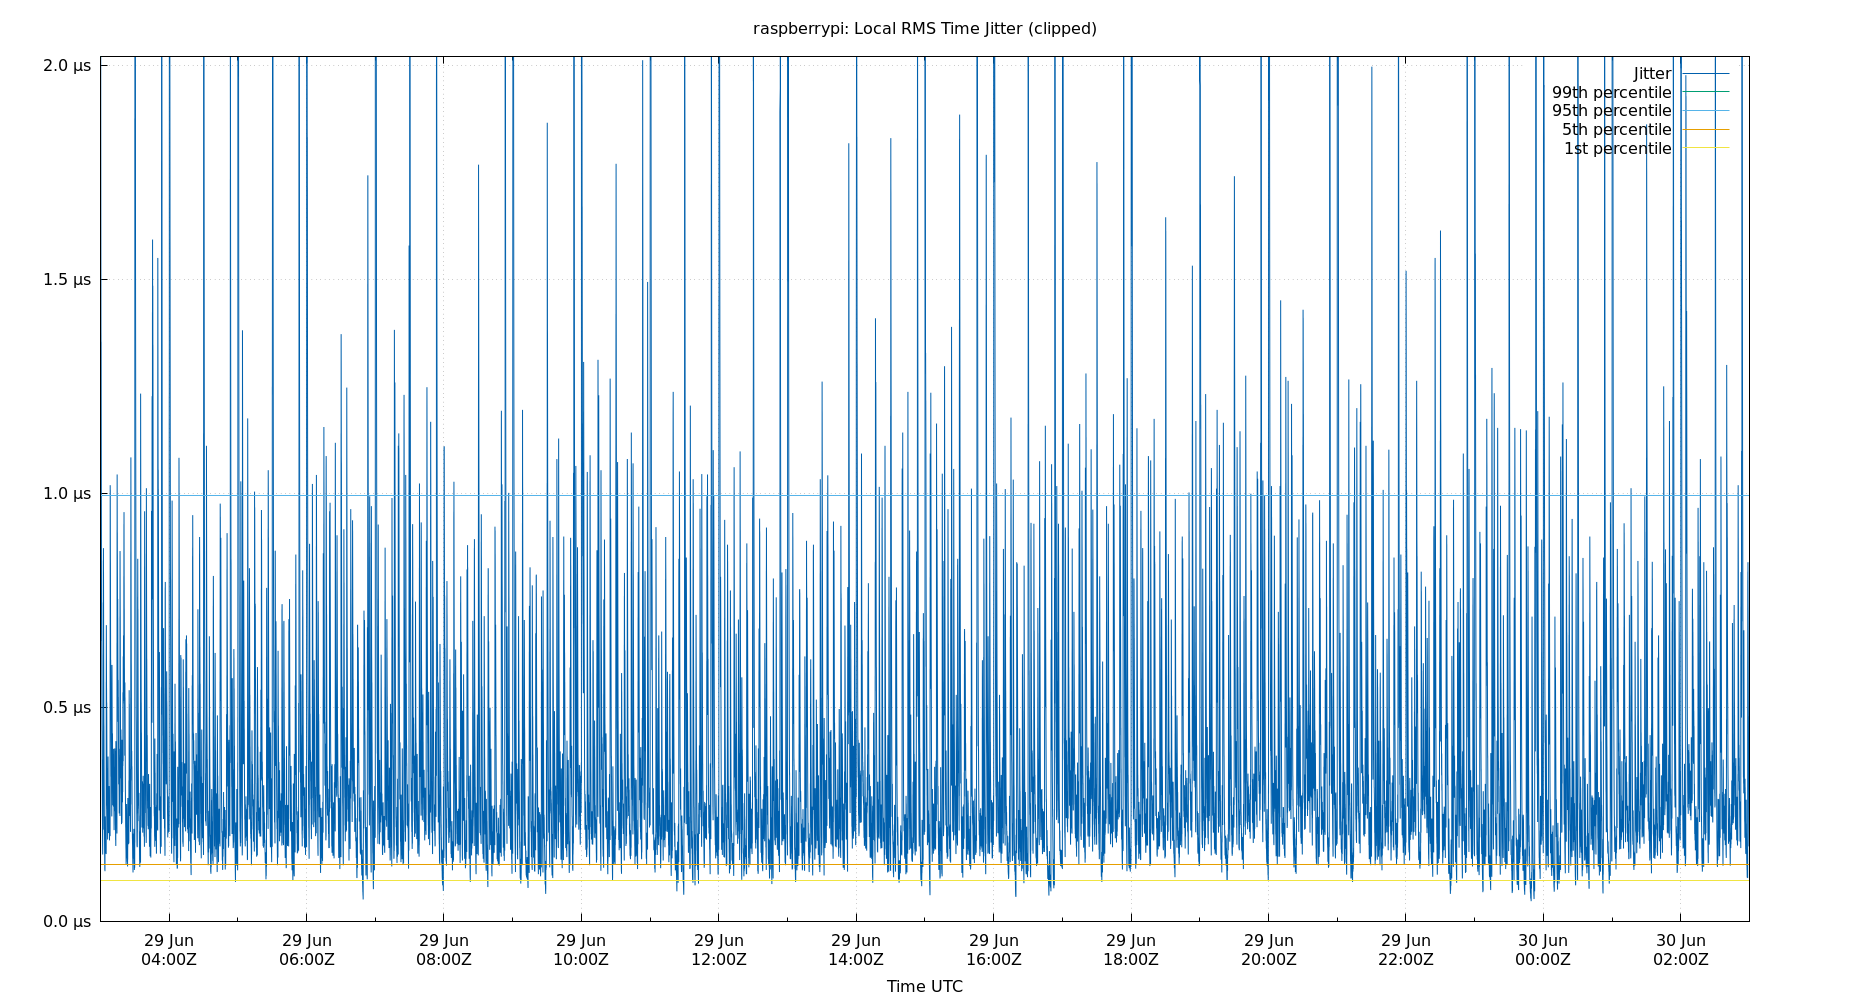 raspberrypi: Local RMS Time Jitter (clipped)
2.0 µs
1.5 µs
1.0 µs
0.5 µs
0.0 µs
Jitter
99th percentile
95th percentile
5th percentile
1st percentile
29 Jun 29 Jun 29 Jun 29 Jun 29 Jun 29 Jun 29 Jun 29 Jun 29 Jun 29 Jun 30 Jun 30 Jun
04:00Z 06:00Z 08:00Z 10:00Z 12:00Z 14:00Z 16:00Z 18:00Z 20:00Z 22:00Z 00:00Z 02:00Z
Time UTC